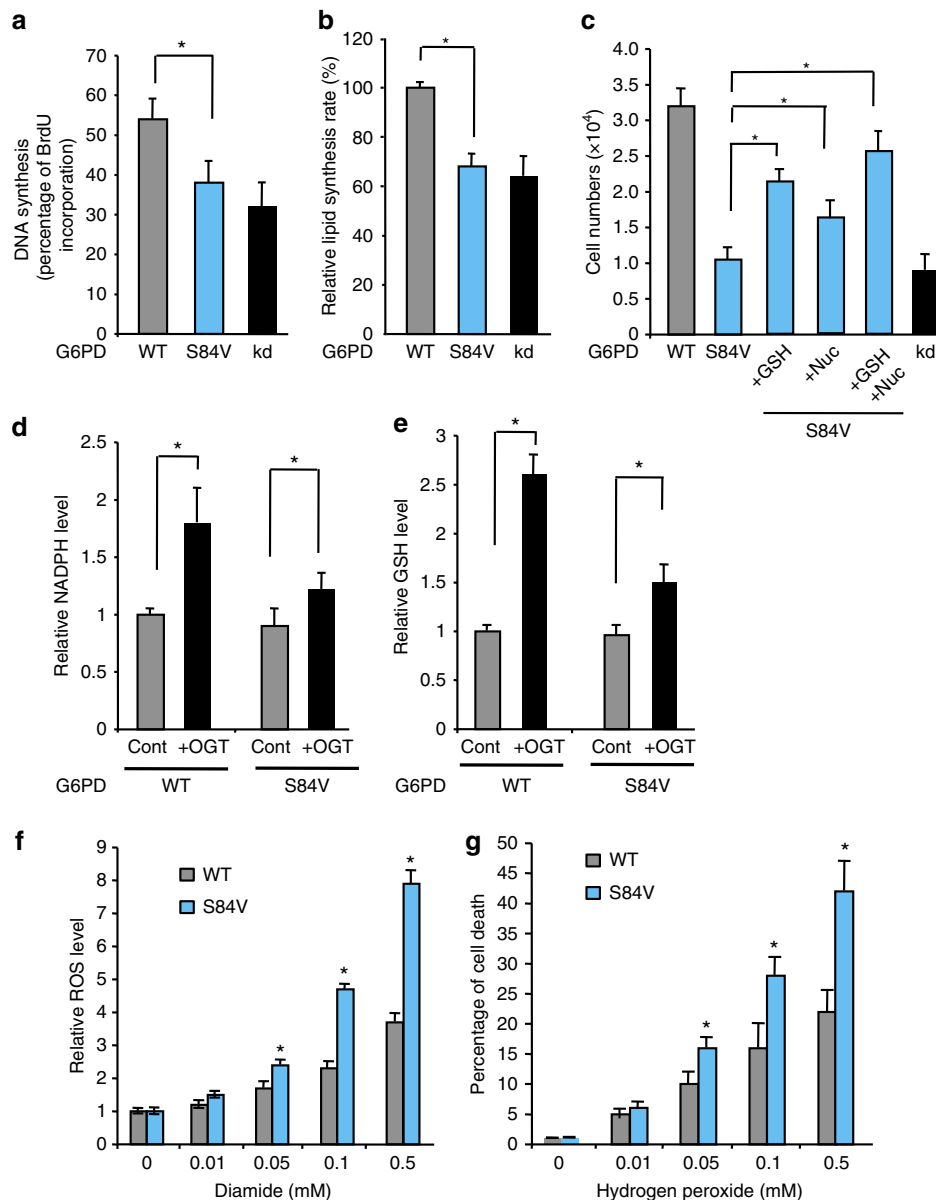 a
DNA synthesis
(percentage of BrdU
incorporation)
70
60
50
40
30
20
10
0
*
G6PD WT S84V kd
b
Relative lipid synthesis rate (%)
120
100
80
60
40
20
0
*
WT S84V kd
c
Cell numbers (×10⁴)
4.0
3.5
3.0
2.5
2.0
1.5
1.0
0.5
0
*
*
*
G6PD WT S84V +GSH +Nuc +GSH +Nuc kd
S84V
d
Relative NADPH level
2.5
2
1.5
1
0.5
0
*
*
Cont +OGT Cont +OGT
G6PD WT S84V
e
Relative GSH level
3
2.5
2
1.5
1
0.5
0
*
*
Cont +OGT Cont +OGT
G6PD WT S84V
f
Relative ROS level
10
9
8
7
6
5
4
3
2
1
0
WT
S84V
*
*
*
0 0.01 0.05 0.1 0.5
Diamide (mM)
g
Percentage of cell death
50
45
40
35
30
25
20
15
10
5
0
WT
S84V
*
*
*
0 0.01 0.05 0.1 0.5
Hydrogen peroxide (mM)